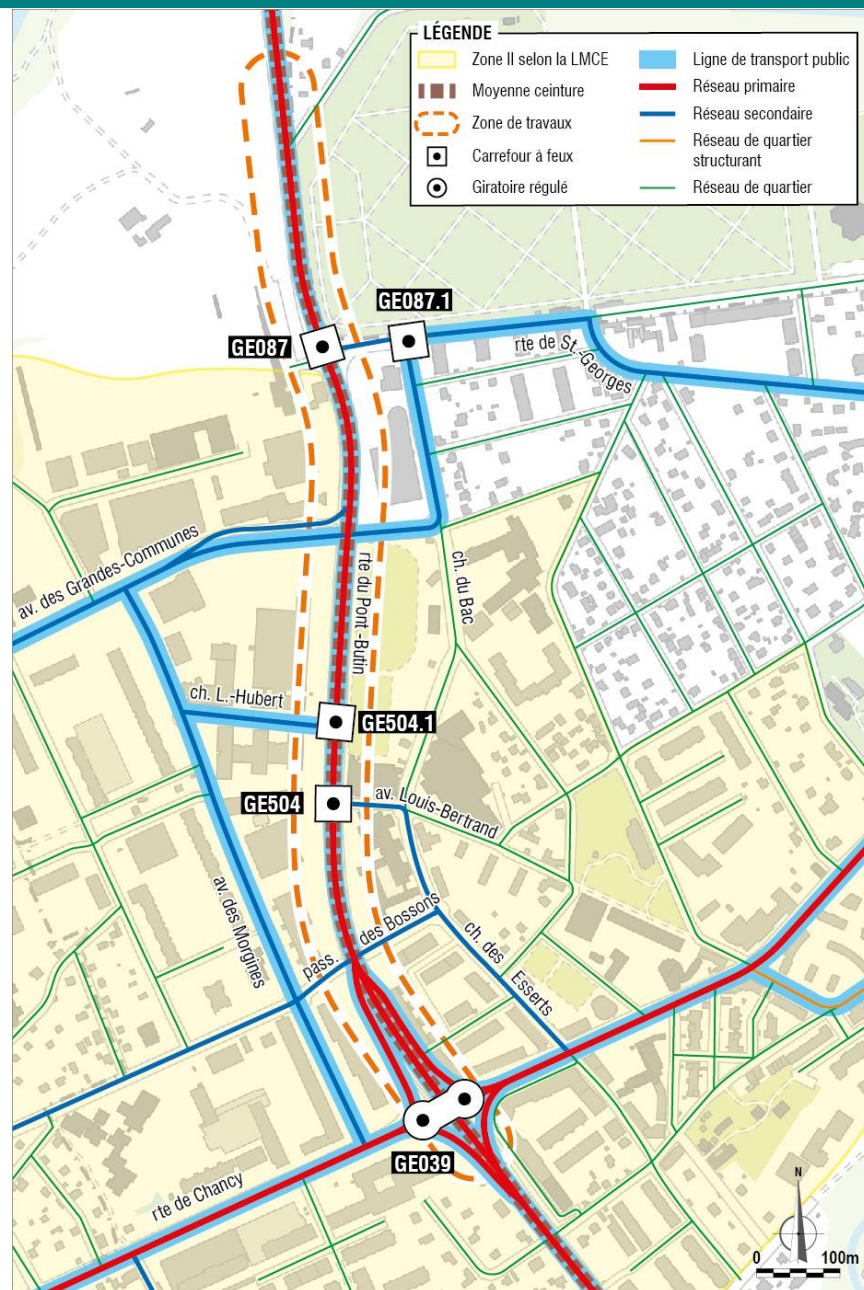 LÉGENDE
Zone II selon la LMCE
Moyenne ceinture
Zone de travaux
Carrefour à feux
Giratoire régulé
Ligne de transport public
Réseau primaire
Réseau secondaire
Réseau de quartier
structurant
Réseau de quartier
GE087.1
GE087
rte de St.-Georges
av. des Grandes-Communes
rte du Pont-Butin
ch. du Bac
ch. L.-Hubert
GE504.1
GE504
av. Louis-Bertrand
av. des Morgines
pass. des Bossons
ch. des Esserts
GE039
rte de Chancy
N
0 100m